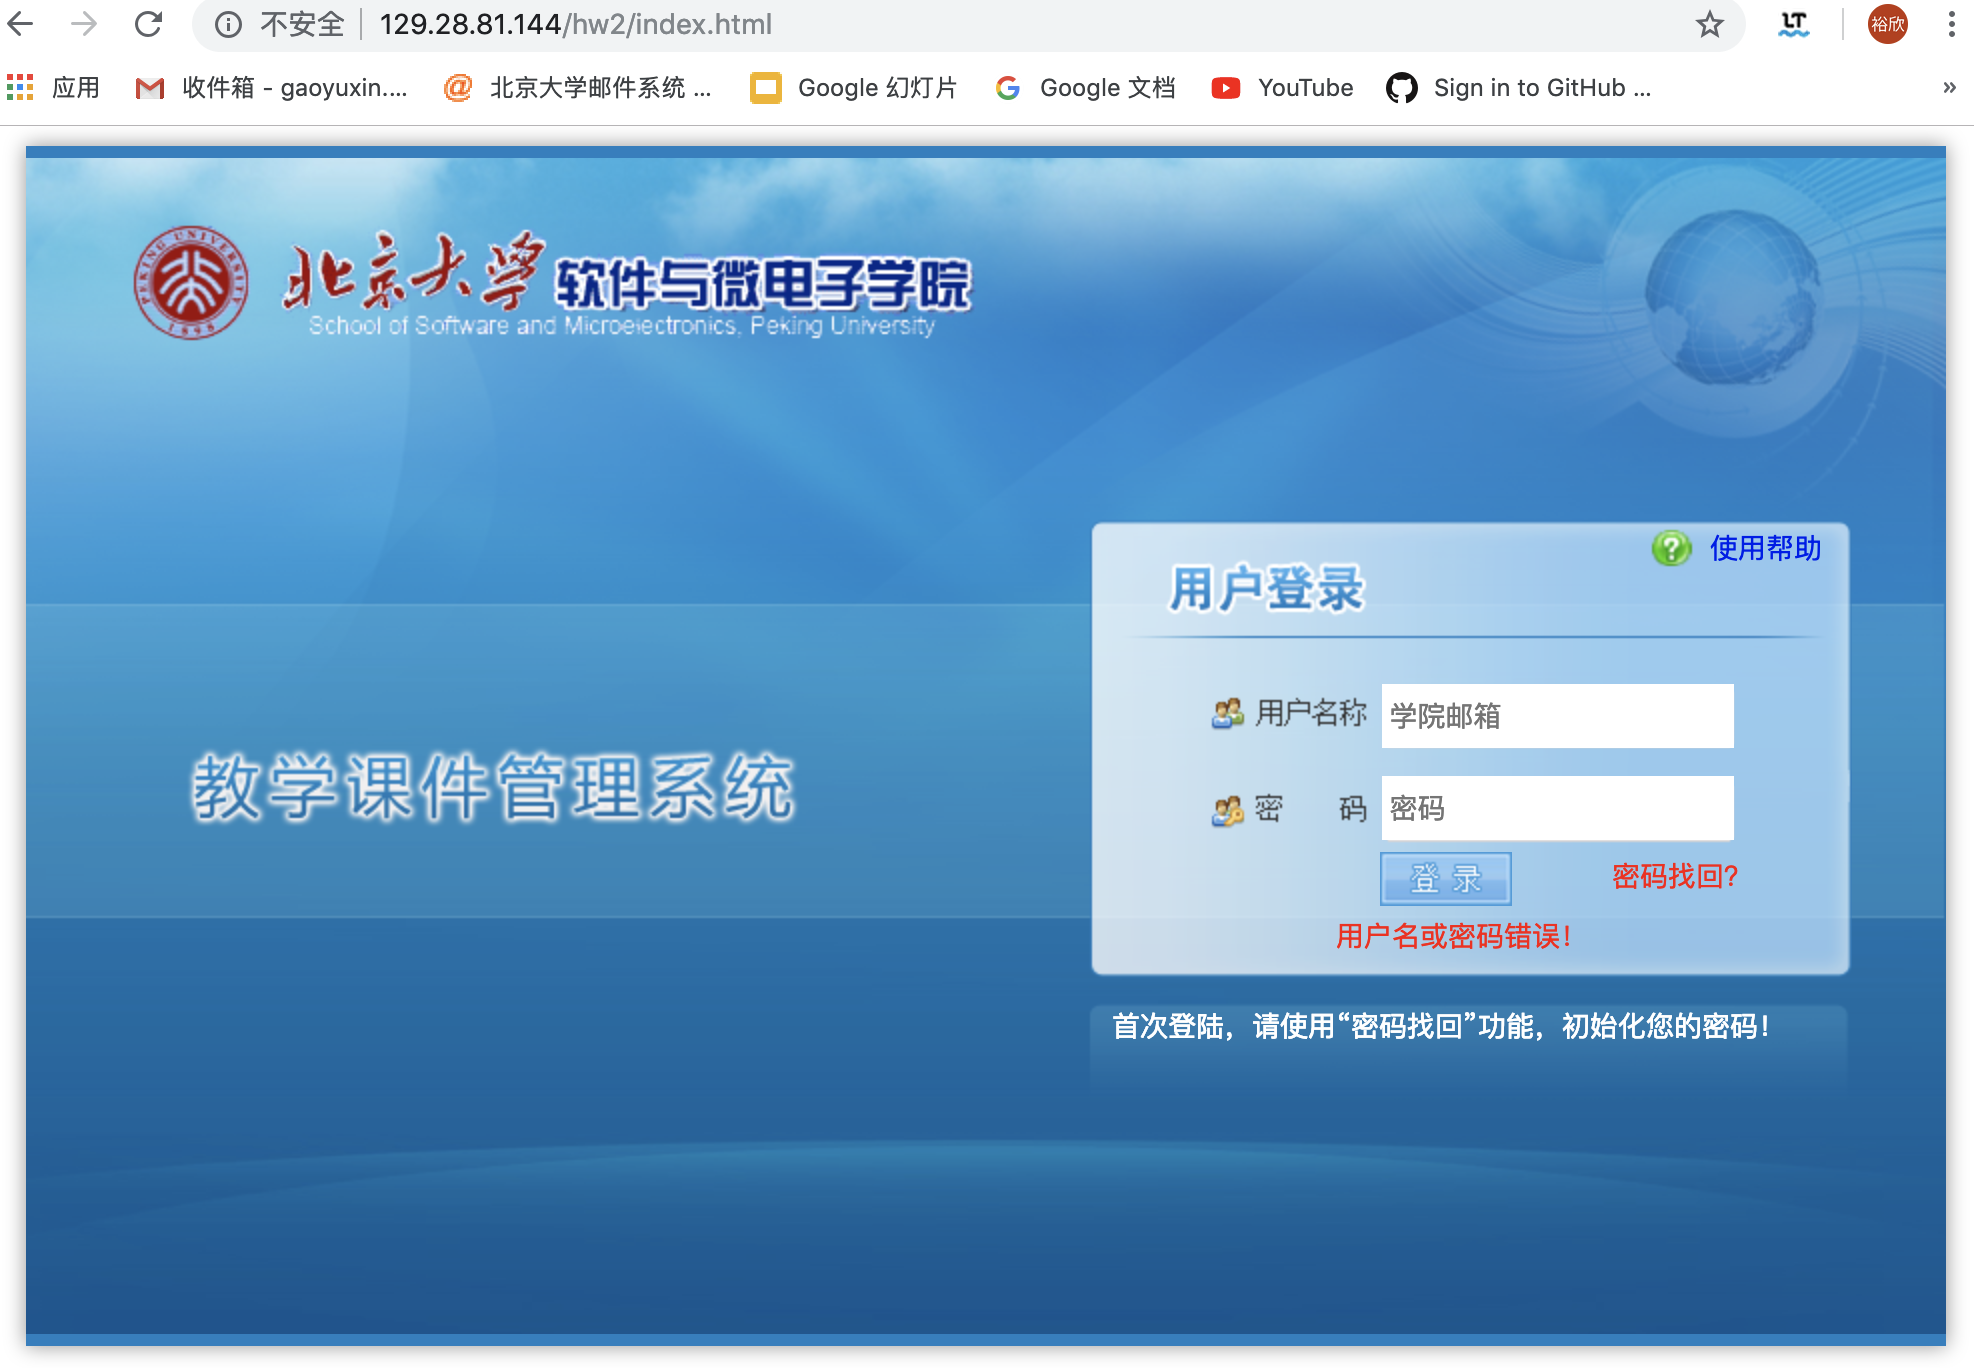 不安全 129.28.81.144/hw2/index.html 裕欣
应用 收件箱 - gaoyuxin.... 北京大学邮件系统 ... Google 幻灯片 Google 文档 YouTube Sign in to GitHub ... »
PEKING UNIVERSITY 1898
北京大学 软件与微电子学院
School of Software and Microelectronics, Peking University
使用帮助
用户登录
用户名称 学院邮箱
教学课件管理系统
密 码 密码
登 录 密码找回?
用户名或密码错误!
首次登陆，请使用“密码找回”功能，初始化您的密码!